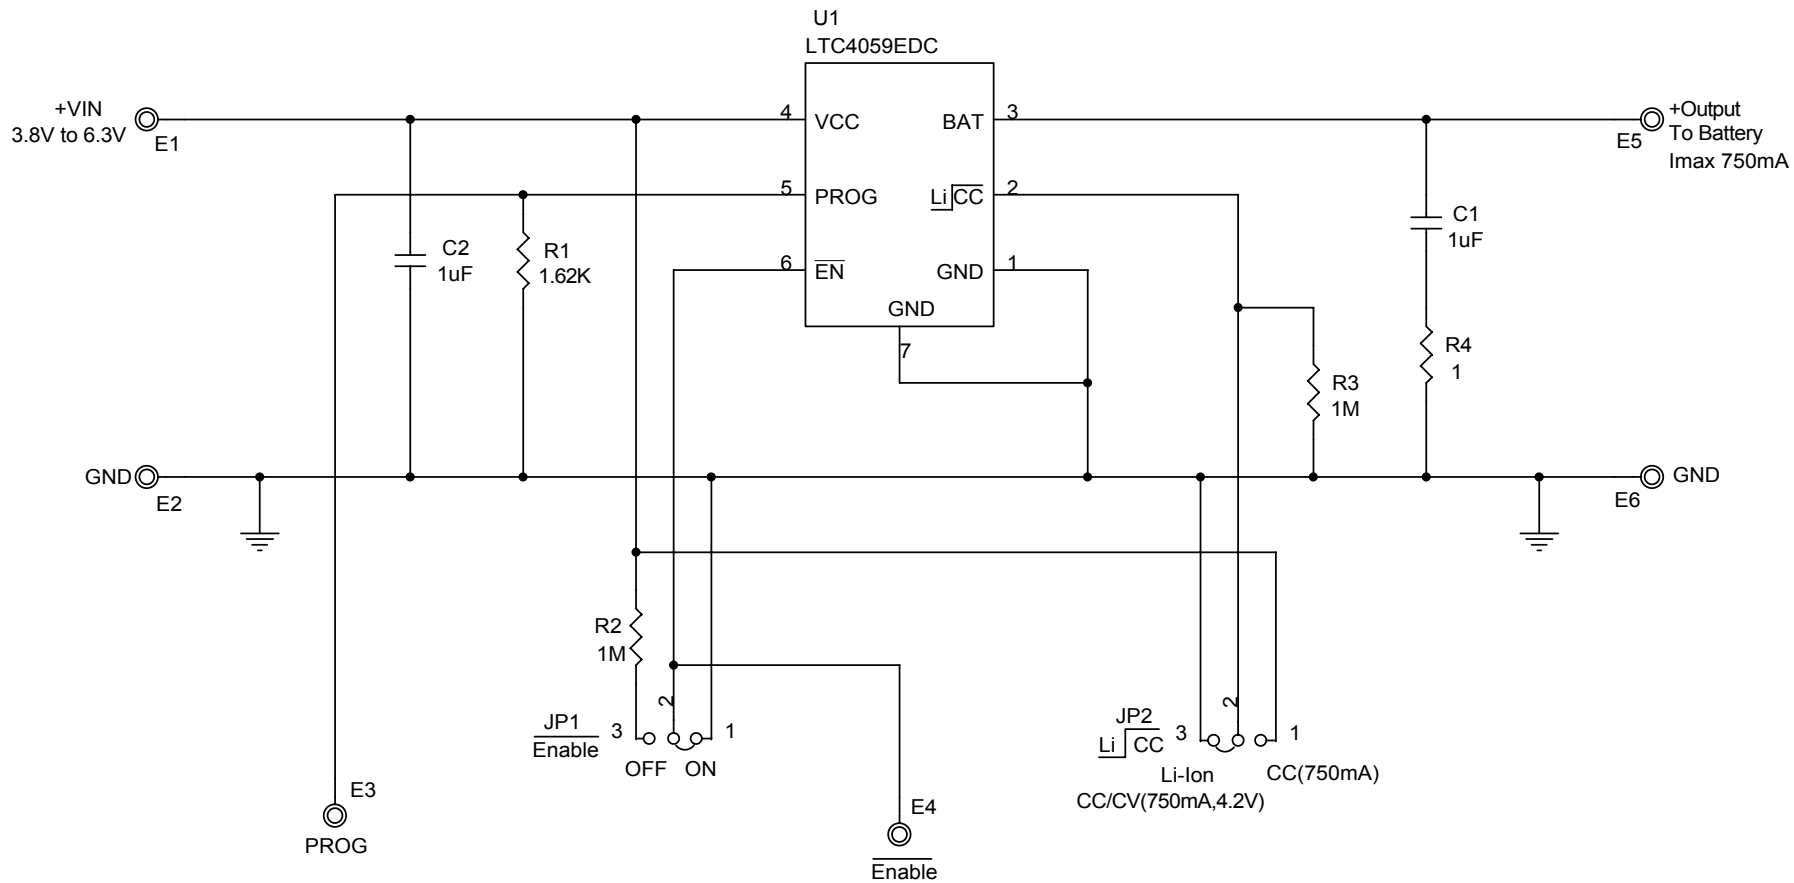 U1
LTC4059EDC
+VIN
3.8V to 6.3V
E1
4
VCC
BAT
3
+Output
To Battery
Imax 750mA
E5
5
PROG
Li CC
2
C1
1uF
C2
1uF
R1
1.62K
6
EN
GND
1
GND
7
R4
1
R3
1M
GND
E2
GND
E6
R2
1M
2
JP1
Enable
3
1
OFF ON
2
JP2
Li CC
3
1
Li-Ion
CC(750mA)
CC/CV(750mA,4.2V)
E3
PROG
E4
Enable